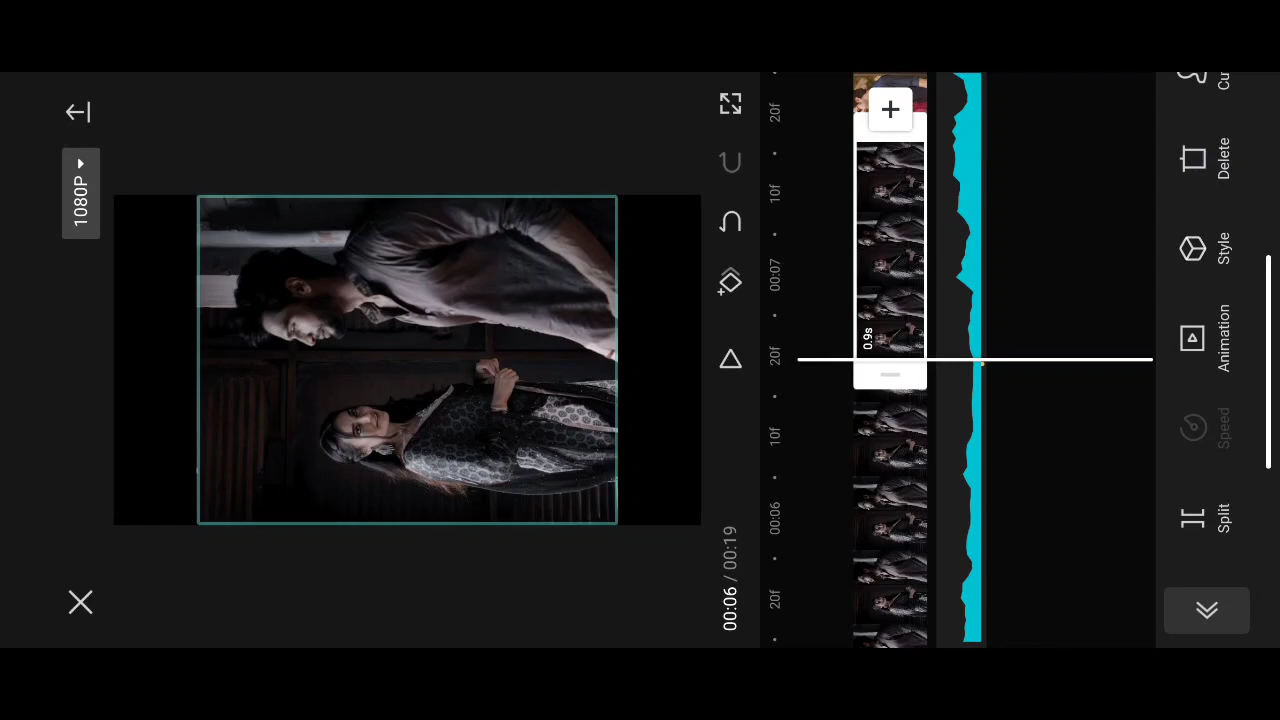 1080P
00:06 / 00:19
20f
00:06
10f
20f
00:07
10f
20f
0.9s
Split
Speed
Animation
Style
Delete